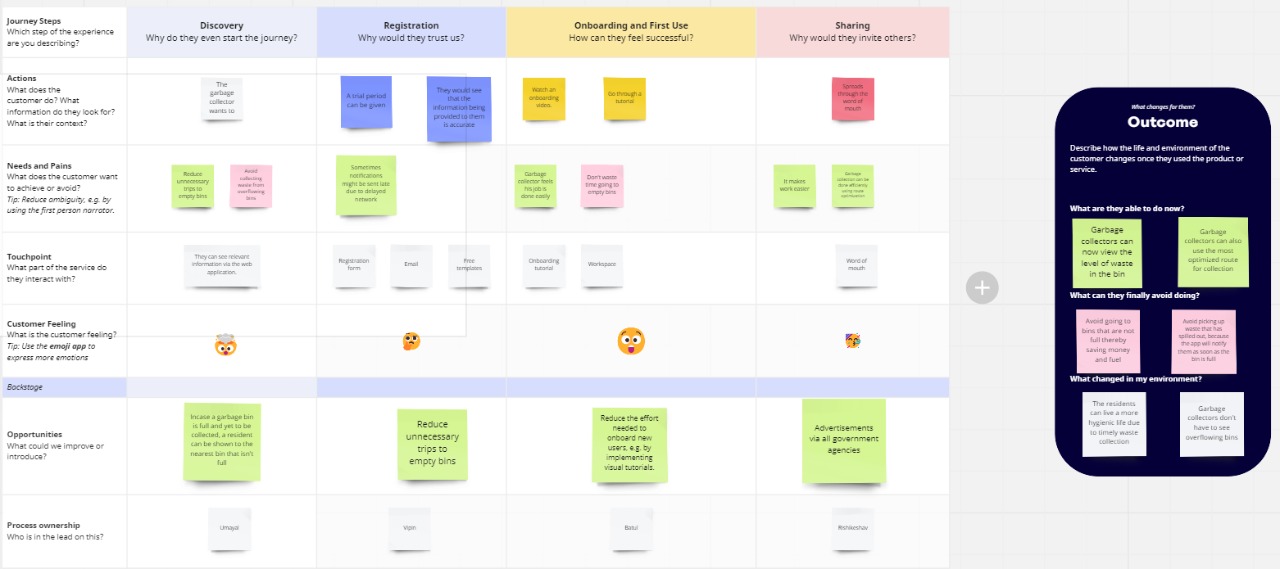 Journey Steps
Which step of the experience
are you describing?
Discovery
Why do they even start the journey?
Registration
Why would they trust us?
Onboarding and First Use
How can they feel successful?
Sharing
Why would they invite others?
Actions
What does the
customer do? What
information do they look for?
What is their context?
The
garbage
collector
wants to
A trial period
can be given
They would see
that the
information being
provided to them
is accurate
Watch an
onboarding
video.
Go through a
tutorial
Spreads
through the
word of
mouth
Needs and Pains
What does the customer want
to achieve or avoid?
Tip: Reduce ambiguity, e.g. by
using the first person narrator.
Reduce
unnecessary
trips to
empty bins
Avoid
collecting
waste from
overflowing
bins
Sometimes
notifications
might be sent late
due to delayed
network
Garbage
collector feels
his job is
done easily
Don't waste
time going to
empty bins
It makes
work easier
Garbage
collection can be
done efficiently
using route
optimisation
Touchpoint
What part of the service do
they interact with?
They can see relevant
information via the web
application.
Registration
form
Email
Free
templates
Onboarding
tutorial
Workspace
Word of
mouth
Customer Feeling
What is the customer feeling?
Tip: Use the emoji app to
express more emotions
Backstage
Opportunities
What could we improve or
introduce?
Incase a garbage bin
is full and yet to be
collected, a resident
can be shown to the
nearest bin that isn't
full
Reduce
unnecessary
trips to
empty bins
Reduce the effort
needed to
onboard new
users, e.g. by
implementing
visual tutorials.
Advertisements
via all government
agencies
Process ownership
Who is in the lead on this?
Umayal
Vipin
Basul
Rishikeshav
What changes for them?
Outcome
Describe how the life and environment of the
customer changes once they used the product or
service.
What are they able to do now?
Garbage
collectors can
now view the
level of waste
in the bin
Garbage
collectors can also
use the most
optimized route
for collection
What can they finally avoid doing?
Avoid going to
bins that are not
full thereby
saving money
and fuel
Avoid picking up
waste that has
spilled out, because
the app will notify
them as soon as the
bin is full!
What changed in my environment?
The residents
can live a more
hygienic life due
to timely waste
collection
Garbage
collectors don't
have to see
overflowing bins